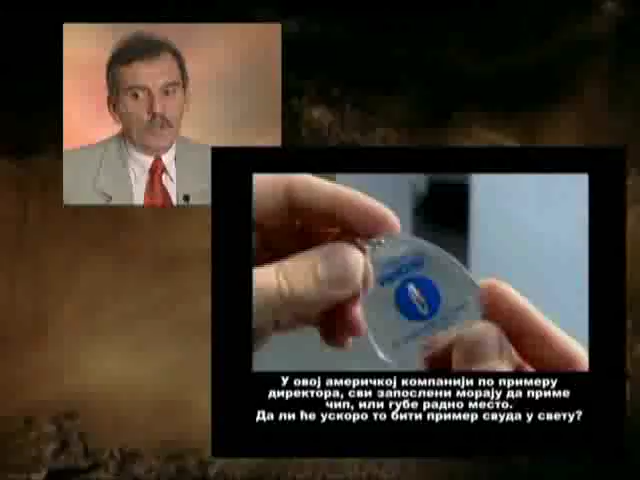 У овој америчкој компанији по примеру
директора, сви запослени морају да приме
чип, или губе радно место.
Да ли ће ускоро то бити пример свуда у свету?